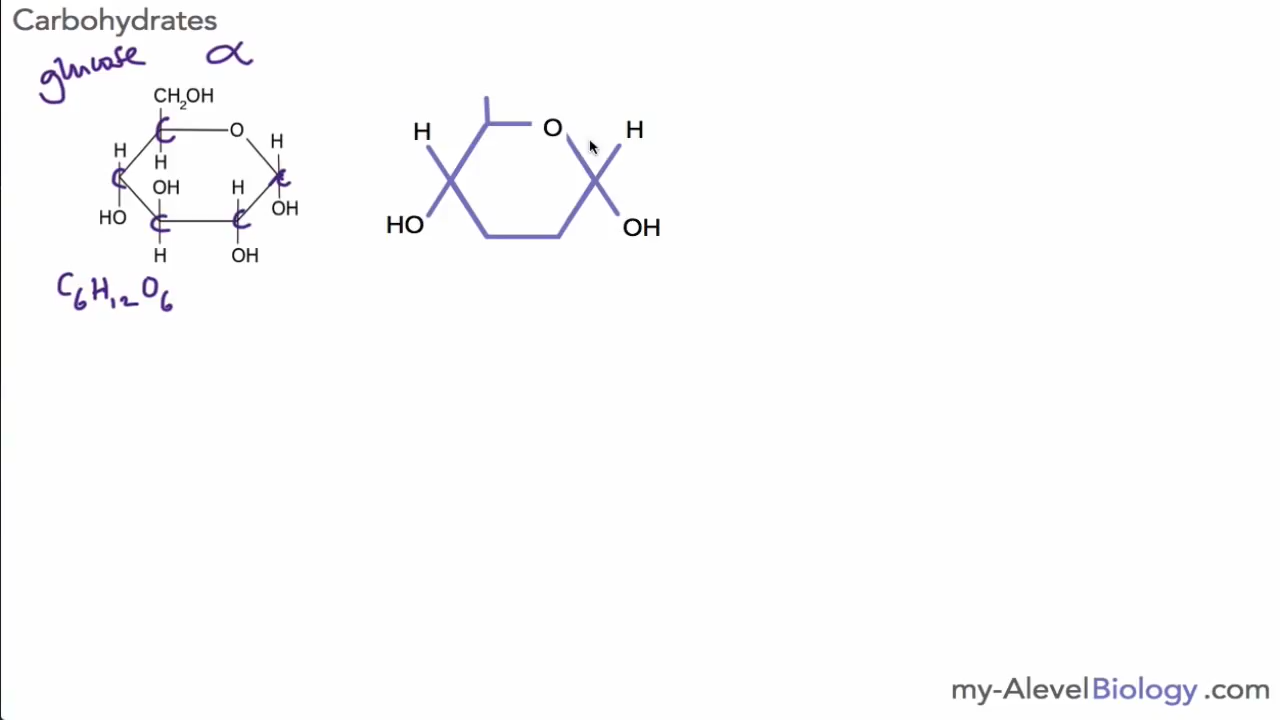 Carbohydrates
glucose α
CH2OH
O
H
H
H
C
C
C
C
C
OH
H
HO
OH
H
OH
C6H12O6
H
O
H
HO
OH
my-AlevelBiology.com